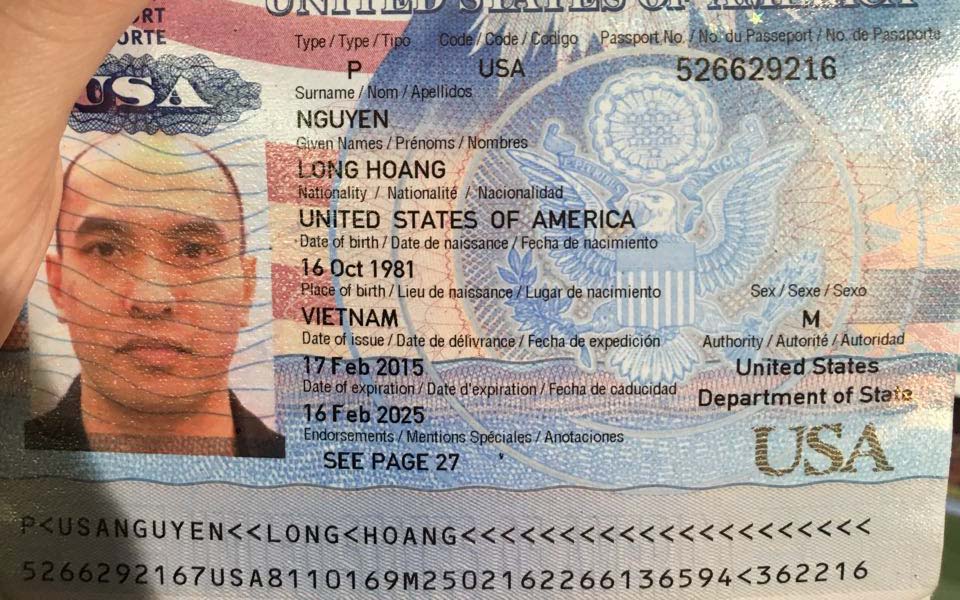 UNITED STATES OF AMERICA
ORT
PORTE
Type / Type / Tipo Code / Code / Codigo Passport No. / No. du Passeport / No. de Pasaporte
P USA 526629216
USA
Surname / Nom / Apellidos
NGUYEN
Given Names / Prénoms / Nombres
LONG HOANG
Nationality / Nationalité / Nacionalidad
UNITED STATES OF AMERICA
Date of birth / Date de naissance / Fecha de nacimiento
16 Oct 1981
Place of birth / Lieu de naissance / Lugar de nacimiento Sex / Sexe / Sexo
VIETNAM M
Date of issue / Date de délivrance / Fecha de expedición Authority / Autorité / Autoridad
17 Feb 2015 United States
Date of expiration / Date d'expiration / Fecha de caducidad Department of State
16 Feb 2025
Endorsements / Mentions Spéciales / Anotaciones
SEE PAGE 27 USA
P<USANGUYEN<<LONG<HOANG<<<<<<<<<<<<<<<<<<<<<
5266292167USA8110169M2502162266136594<362216